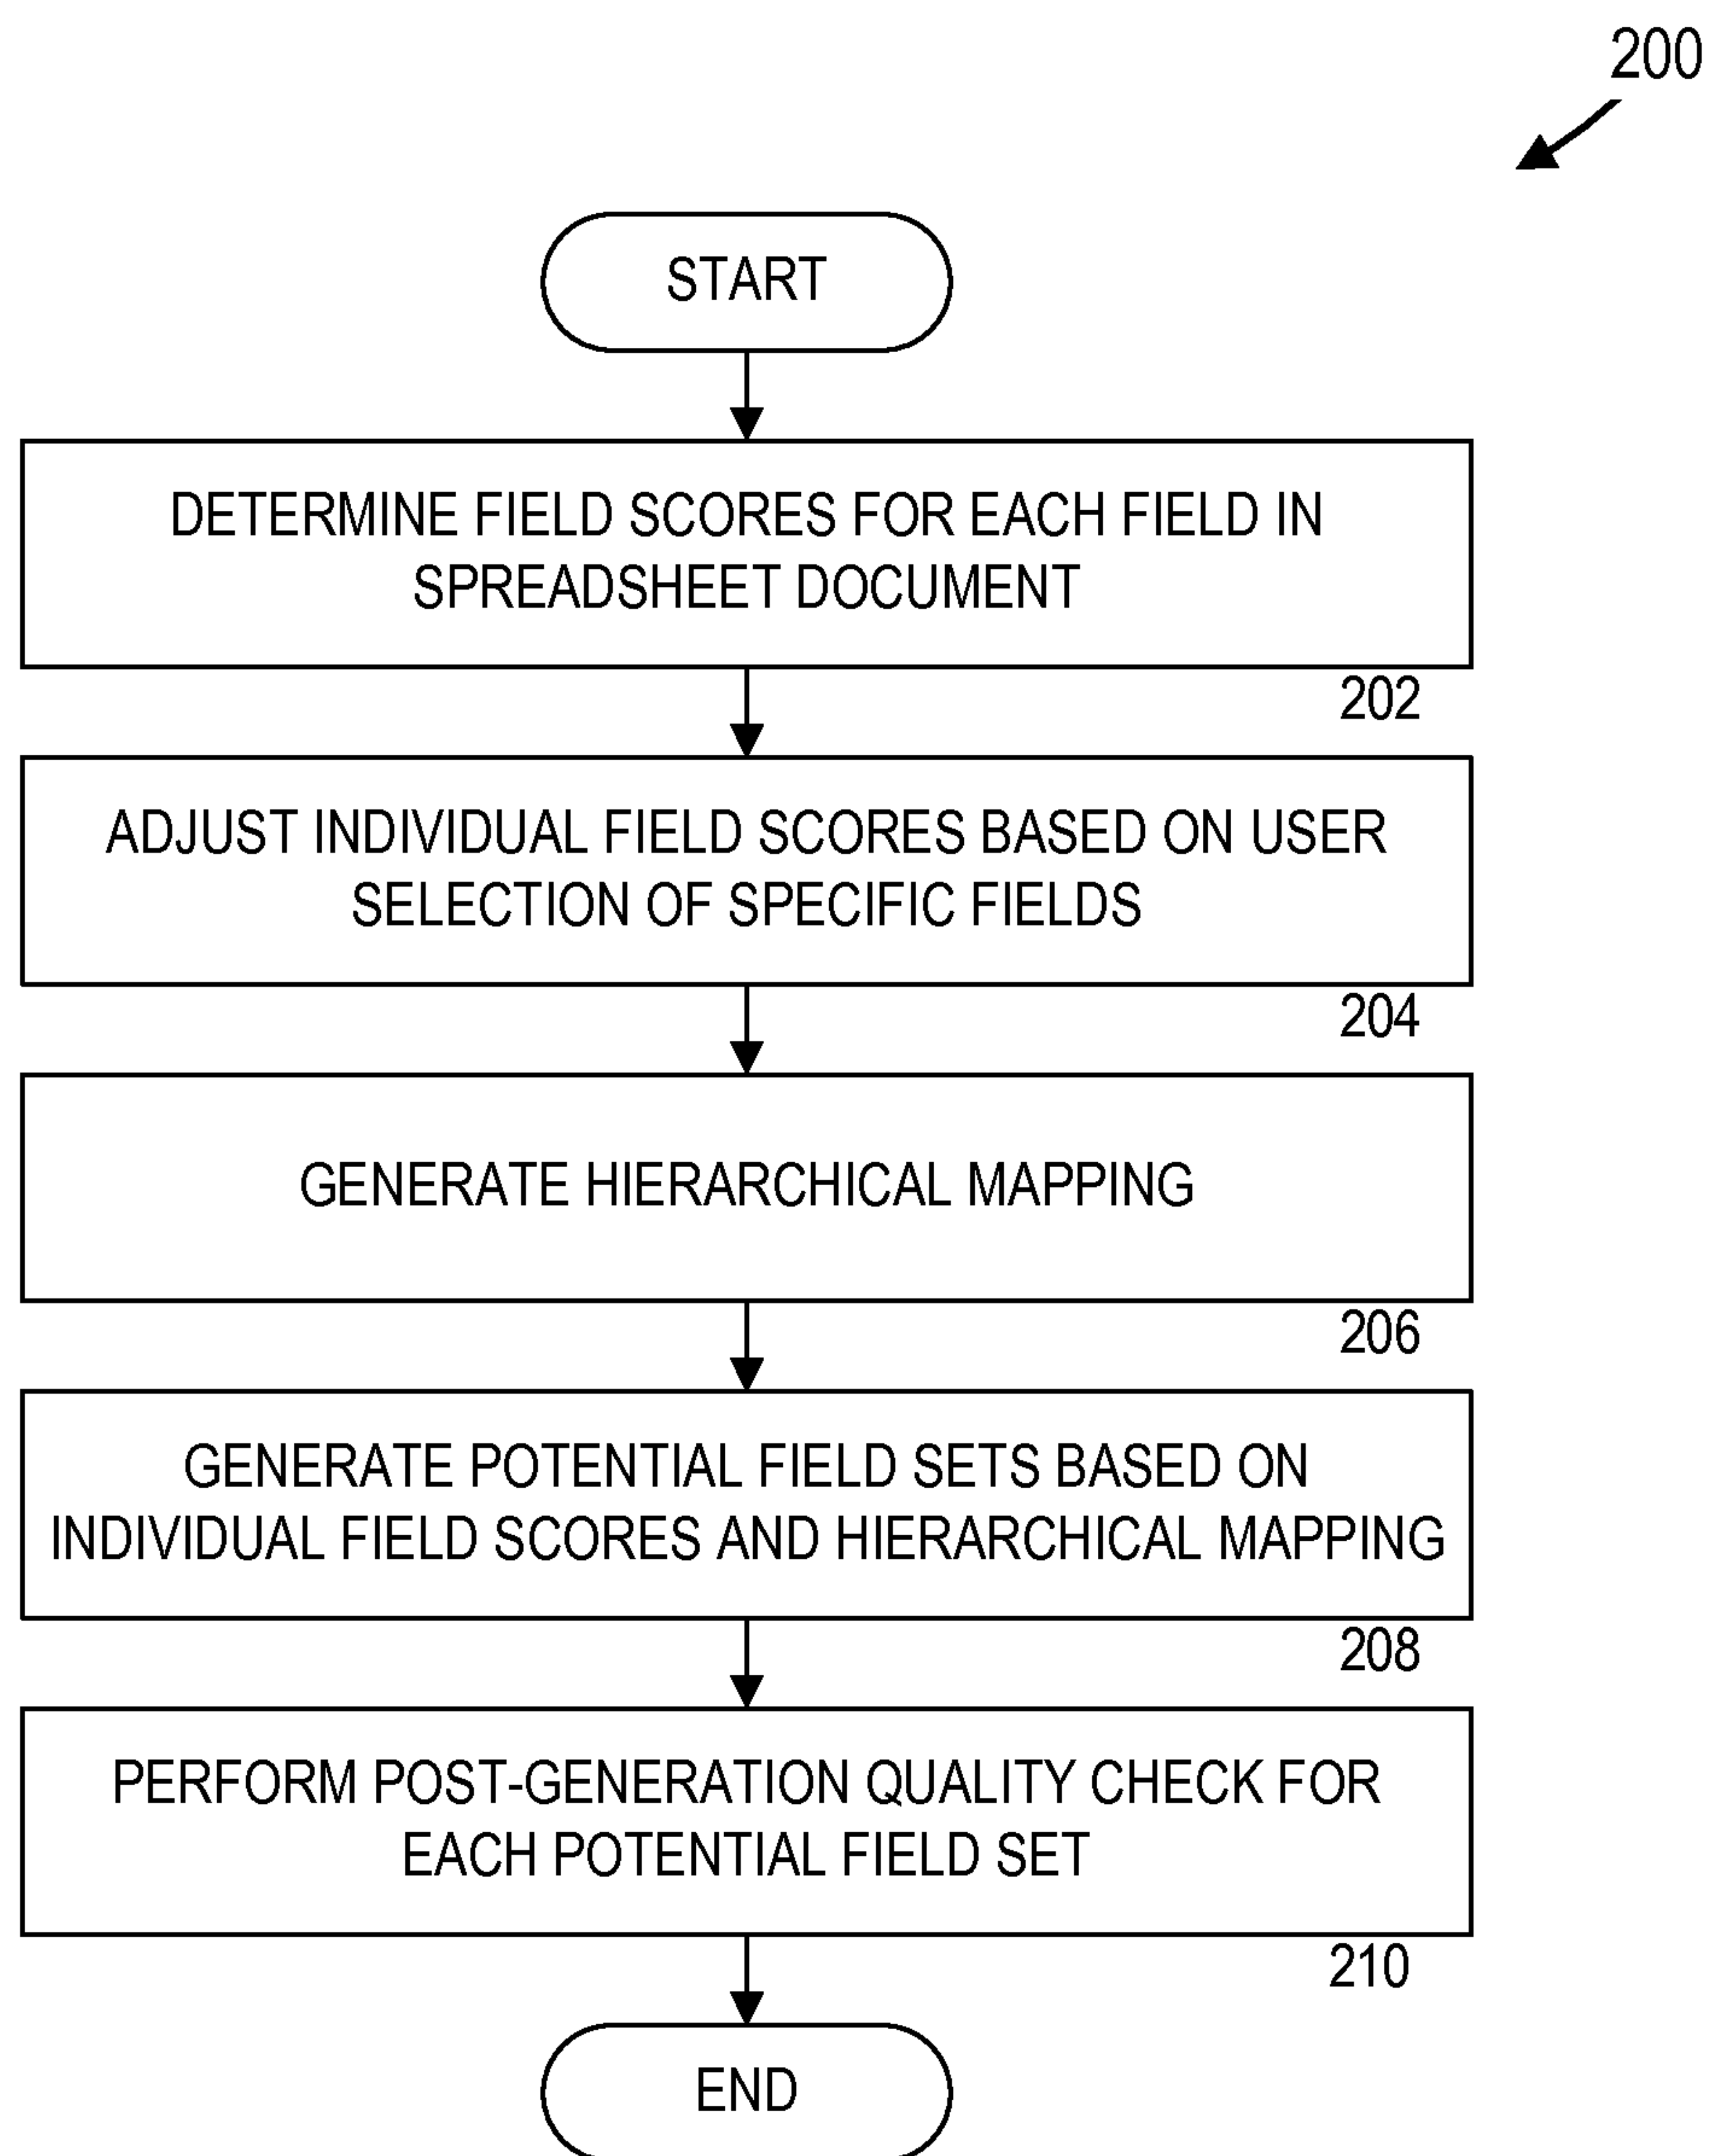 200
START
DETERMINE FIELD SCORES FOR EACH FIELD IN
SPREADSHEET DOCUMENT
202
ADJUST INDIVIDUAL FIELD SCORES BASED ON USER
SELECTION OF SPECIFIC FIELDS
204
GENERATE HIERARCHICAL MAPPING
206
GENERATE POTENTIAL FIELD SETS BASED ON
INDIVIDUAL FIELD SCORES AND HIERARCHICAL MAPPING
208
PERFORM POST-GENERATION QUALITY CHECK FOR
EACH POTENTIAL FIELD SET
210
END